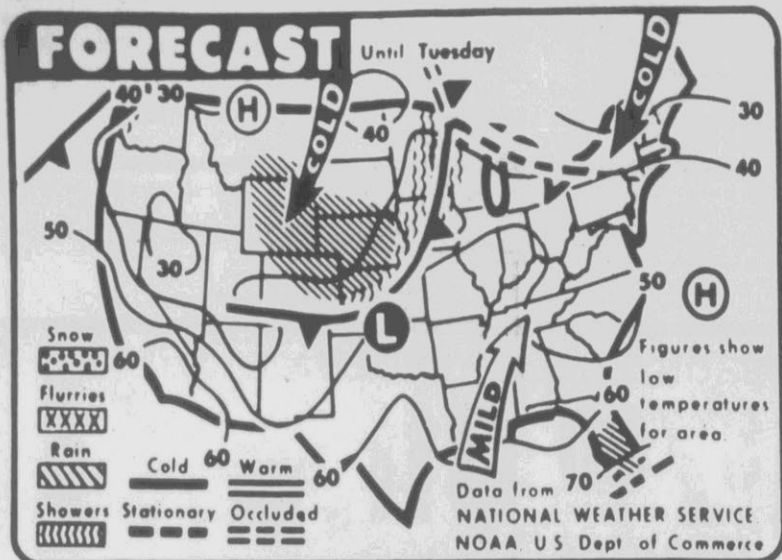 FORECAST
Until Tuesday
COLD
COLD
40 30
H
40
30
40
50
30
50
H
L
MILD
60
60
60
60
70
Snow
Flurries
Rain
Showers
Cold
Warm
Stationary
Occluded
Figures show
low
temperatures
for area.
Data from
NATIONAL WEATHER SERVICE
NOAA, U S Dept of Commerce